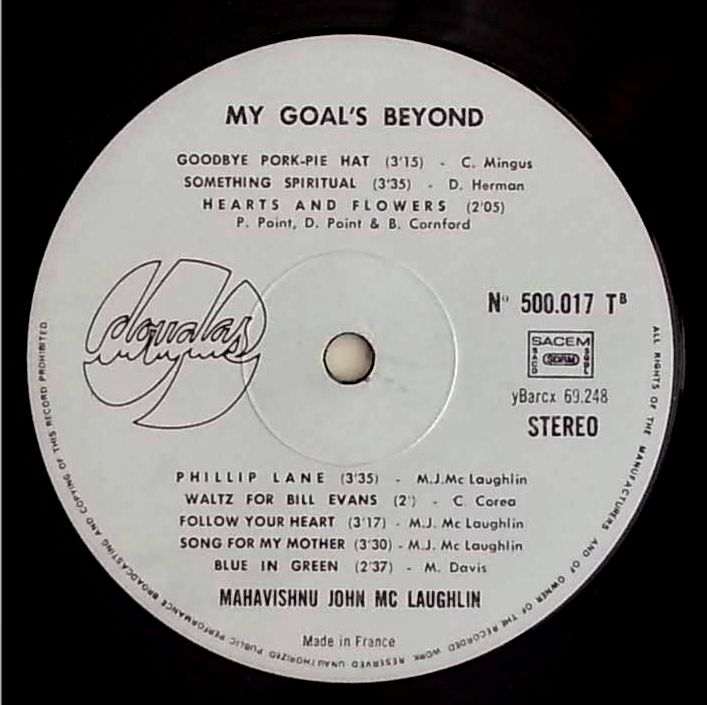 MY GOAL'S BEYOND
GOODBYE PORK-PIE HAT (3'15) - C. Mingus
SOMETHING SPIRITUAL (3'35) - D. Herman
HEARTS AND FLOWERS (2'05)
P. Point, D. Point & B. Cornford
douglas
Nº 500.017 Tᴮ
SACEM
SACD SDRM SGDL
yBarcx 69.248
STEREO
PHILLIP LANE (3'35) - M.J.Mc Laughlin
WALTZ FOR BILL EVANS (2') - C. Corea
FOLLOW YOUR HEART (3'17) - M.J. Mc Laughlin
SONG FOR MY MOTHER (3'30) - M.J. Mc Laughlin
BLUE IN GREEN (2'37) - M. Davis
MAHAVISHNU JOHN MC LAUGHLIN
Made in France
ALL RIGHTS OF THE MANUFACTURERS AND OF OWNER OF THE RECORDED WORK RESERVED UNAUTHORIZED PUBLIC PERFORMANCE BROADCASTING AND COPYING OF THIS RECORD PROHIBITED